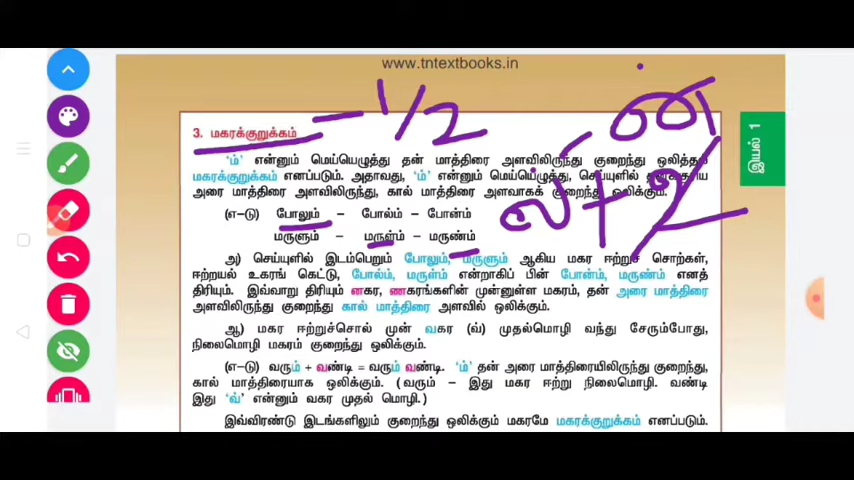 www.tntextbooks.in
3. மகரக்குறுக்கம் – 1/2
ன்
'ம்' என்னும் மெய்யெழுத்து தன் மாத்திரை அளவிலிருந்து குறைந்து ஒலித்தல்
மகரக்குறுக்கம் எனப்படும். அதாவது, 'ம்' என்னும் மெய்யெழுத்து, செய்யுளில்
அரை மாத்திரை அளவிலிருந்து, கால் மாத்திரை அளவாகக் குறைந்து ஒலிக்கும்.
ல் + உ
(எ-டு) போலும் – போல்ம் – போன்ம்
மருளும் – மருள்ம் – மருண்ம்
அ) செய்யுளில் இடம்பெறும் போலும், மருளும் ஆகிய மகர ஈற்றுச் சொற்கள்,
ஈற்றயல் உகரங் கெட்டு, போல்ம், மருள்ம் என்றாகிப் பின் போன்ம், மருண்ம் எனத்
திரியும். இவ்வாறு திரியும் னகர, ணகரங்களின் முன்னுள்ள மகரம், தன் அரை மாத்திரை
அளவிலிருந்து குறைந்து கால் மாத்திரை அளவில் ஒலிக்கும்.
ஆ) மகர ஈற்றுச்சொல் முன் வகர (வ்) முதல்மொழி வந்து சேரும்போது,
நிலைமொழி மகரம் குறைந்து ஒலிக்கும்.
(எ-டு) வரும் + வண்டி = வரும் வண்டி. 'ம்' தன் அரை மாத்திரையிலிருந்து குறைந்து,
கால் மாத்திரையாக ஒலிக்கும். (வரும் – இது மகர ஈற்று நிலைமொழி. வண்டி
இது 'வ்' என்னும் வகர முதல் மொழி.)
இவ்விரண்டு இடங்களிலும் குறைந்து ஒலிக்கும் மகரமே மகரக்குறுக்கம் எனப்படும்.
இயல் 1